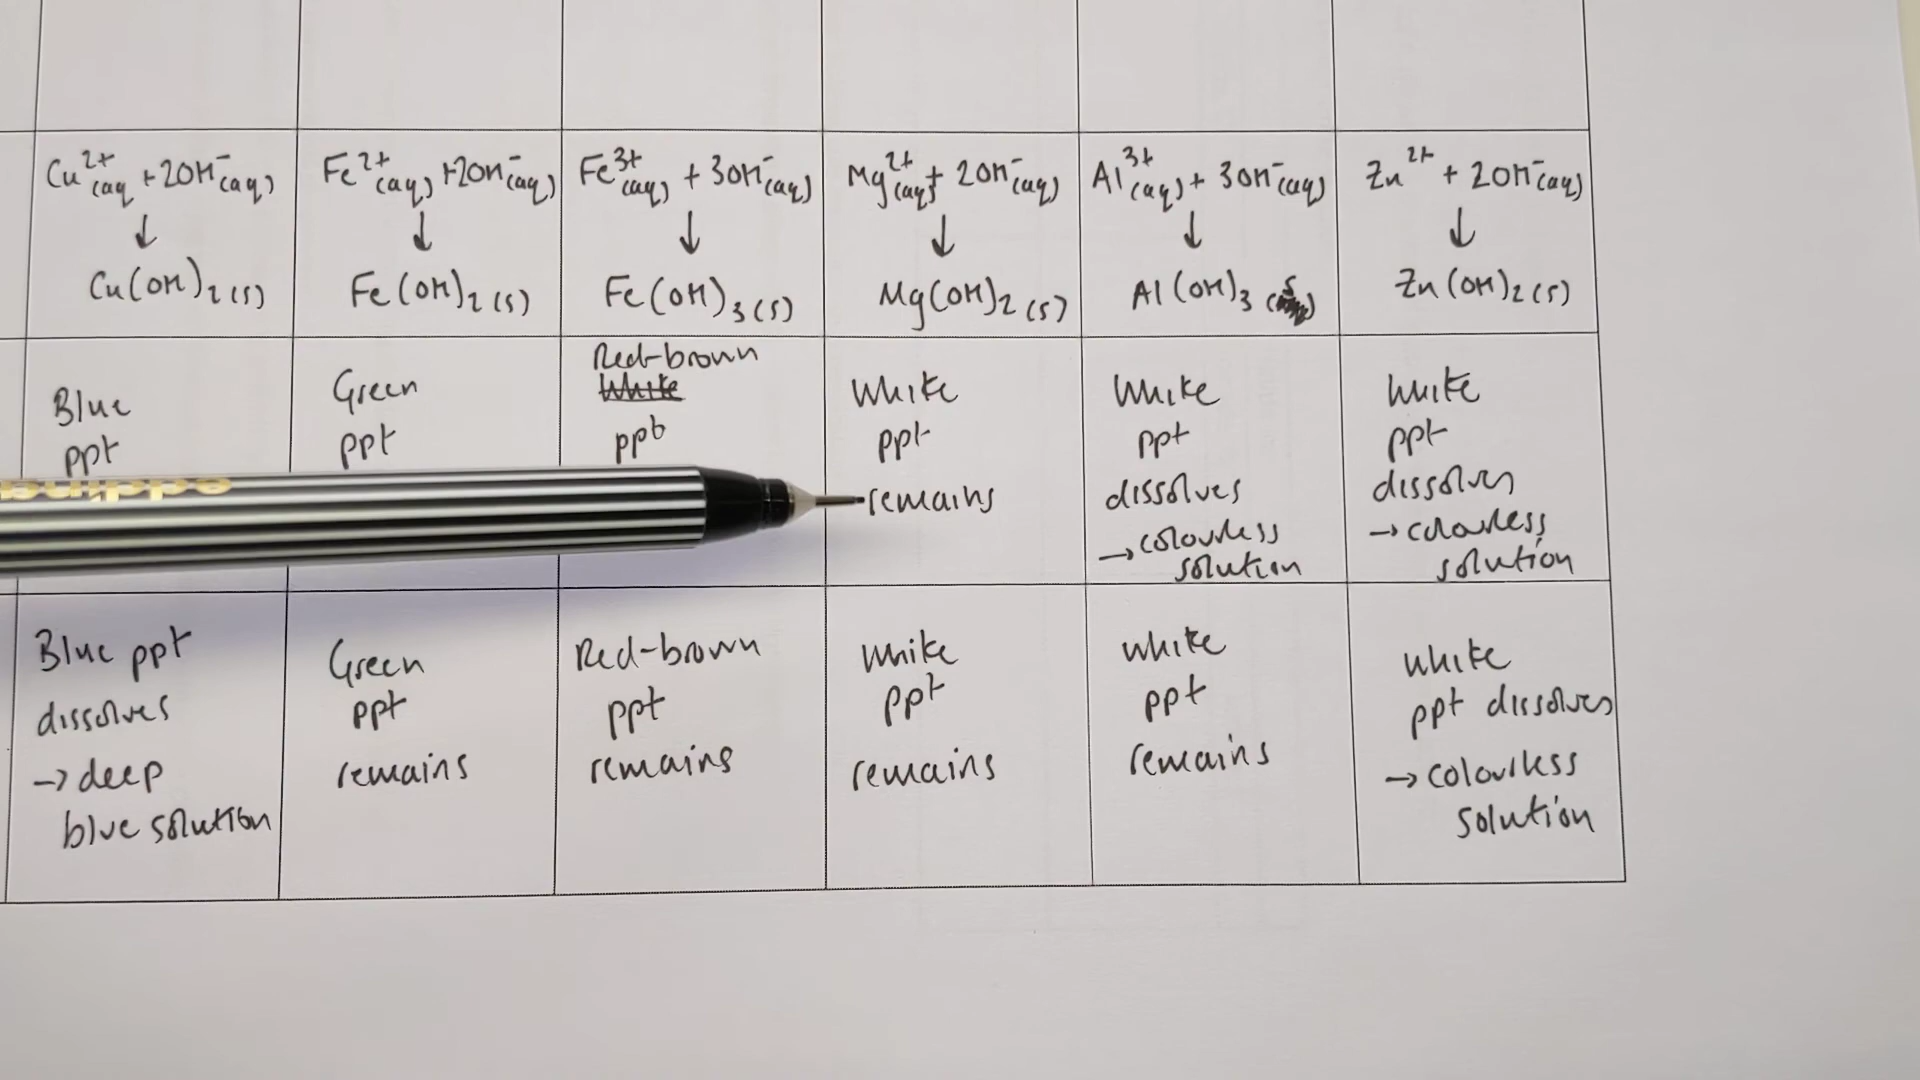 Cu²⁺(aq + 2OH⁻(aq)
↓
Cu(OH)₂(s)
Fe²⁺(aq) + 2OH⁻(aq)
↓
Fe(OH)₂(s)
Fe³⁺(aq) + 3OH⁻(aq)
↓
Fe(OH)₃(s)
Mg²⁺(aq) + 2OH⁻(aq)
↓
Mg(OH)₂(s)
Al³⁺(aq) + 3OH⁻(aq)
↓
Al(OH)₃(s)
Zn²⁺ + 2OH⁻(aq)
↓
Zn(OH)₂(s)
Blue
ppt
Green
ppt
Red-brown
White
ppt
White
ppt
remains
White
ppt
dissolves
→ colourless
solution
White
ppt
dissolves
→ colourless
solution
edding
Blue ppt
dissolves
→ deep
blue solution
Green
ppt
remains
Red-brown
ppt
remains
White
ppt
remains
white
ppt
remains
white
ppt dissolves
→ colourless
solution